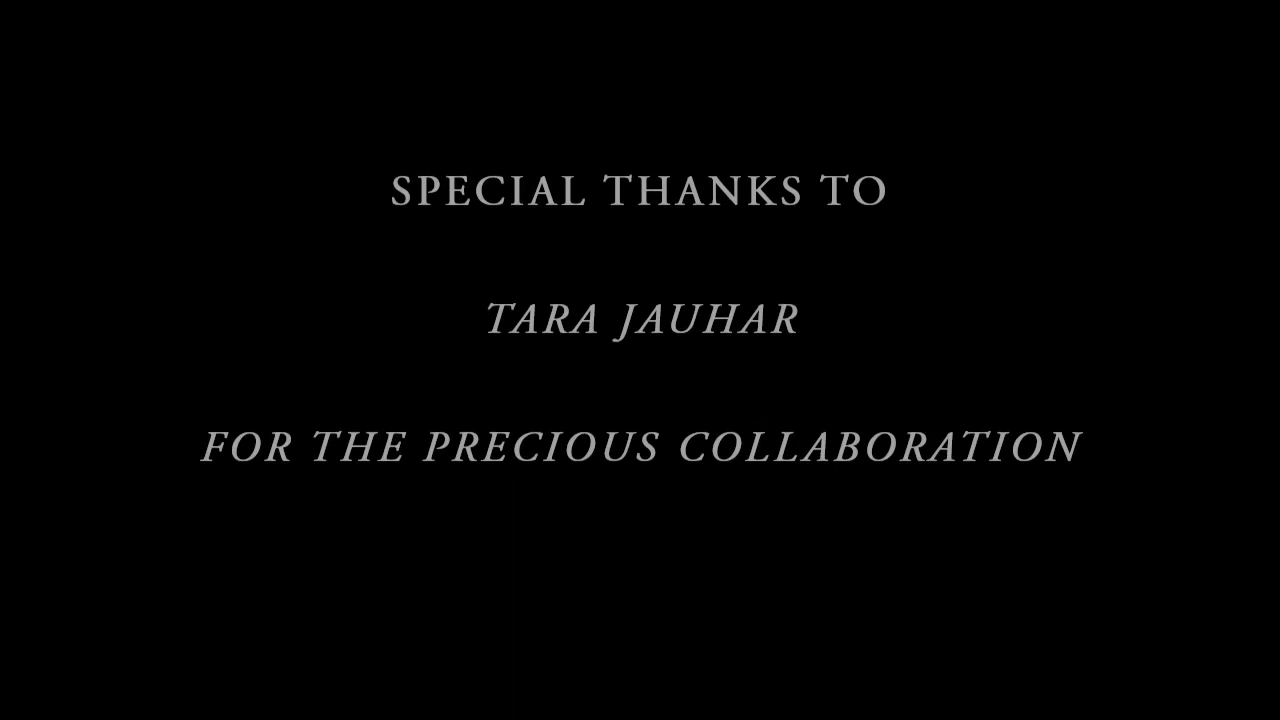 SPECIAL THANKS TO
TARA JAUHAR
FOR THE PRECIOUS COLLABORATION